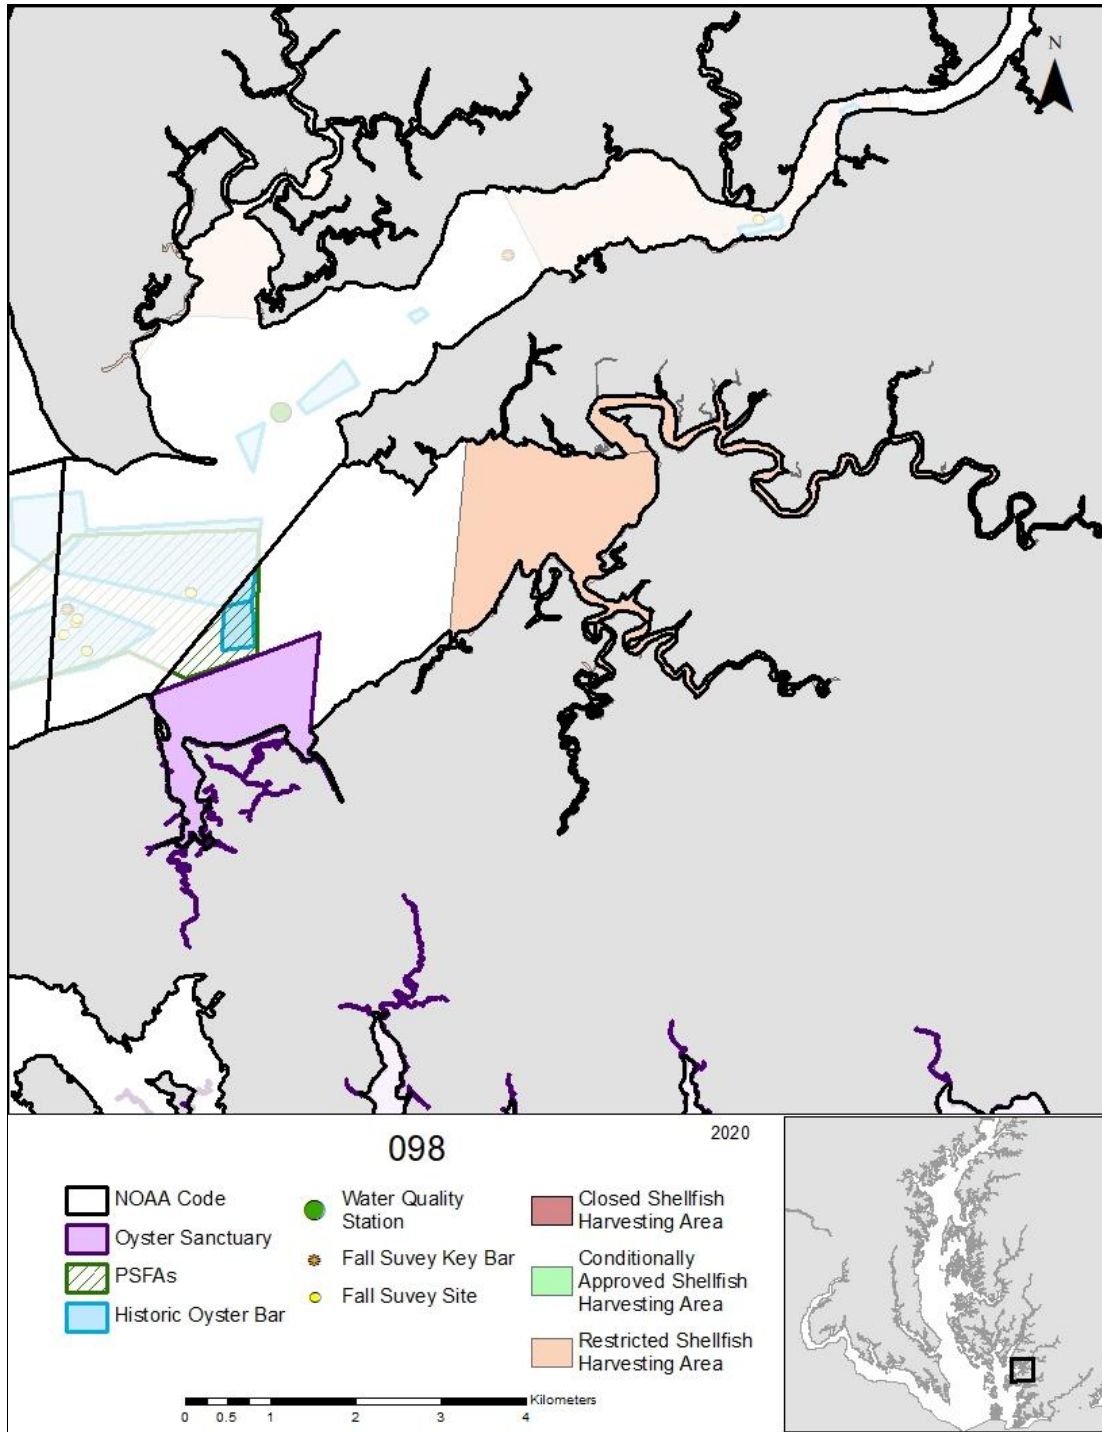 N
098
2020
NOAA Code
Oyster Sanctuary
PSFAs
Historic Oyster Bar
Water Quality
Station
Fall Suvey Key Bar
Fall Suvey Site
Closed Shellfish
Harvesting Area
Conditionally
Approved Shellfish
Harvesting Area
Restricted Shellfish
Harvesting Area
Kilometers
0 0.5 1 2 3 4